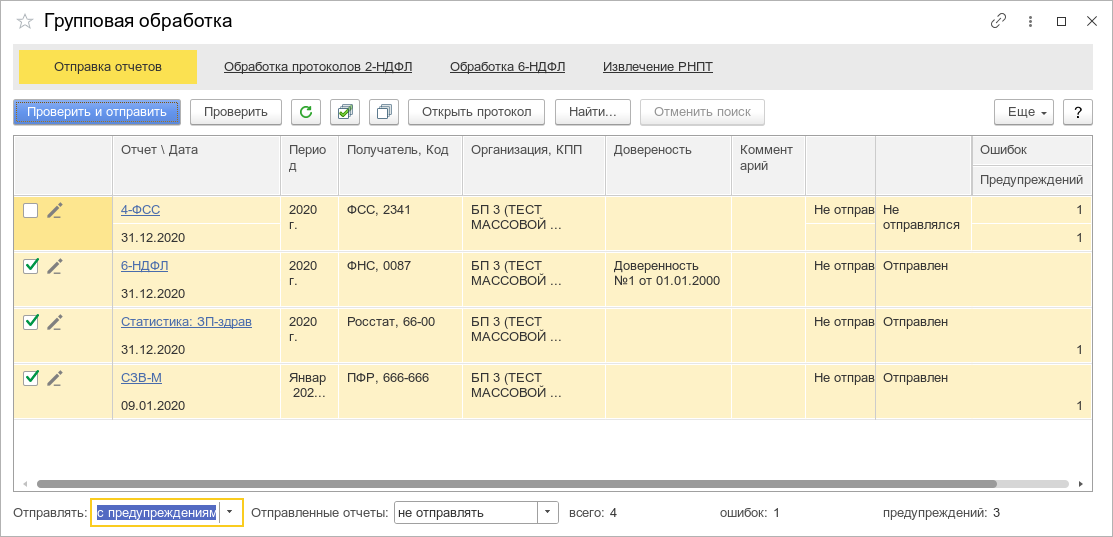 Групповая обработка
Отправка отчетов Обработка протоколов 2-НДФЛ Обработка 6-НДФЛ Извлечение РНПТ
Проверить и отправить Проверить Открыть протокол Найти... Отменить поиск Еще ?
Отчет \ Дата Перио Получатель, Код Организация, КПП Довереность Коммент Ошибок
д арий Предупреждений
4-ФСС 2020 ФСС, 2341 БП 3 (ТЕСТ Не отправ Не 1
г. МАССОВОЙ ... отправлялся
31.12.2020 1
6-НДФЛ 2020 ФНС, 0087 БП 3 (ТЕСТ Доверенность Не отправ Отправлен
г. МАССОВОЙ ... №1 от 01.01.2000
31.12.2020
Статистика: ЗП-здрав 2020 Росстат, 66-00 БП 3 (ТЕСТ Не отправ Отправлен
г. МАССОВОЙ ...
31.12.2020 1
СЗВ-М Январ ПФР, 666-666 БП 3 (ТЕСТ Не отправ Отправлен
202... МАССОВОЙ ...
09.01.2020 1
Отправлять: с предупреждениям Отправленные отчеты: не отправлять всего: 4 ошибок: 1 предупреждений: 3